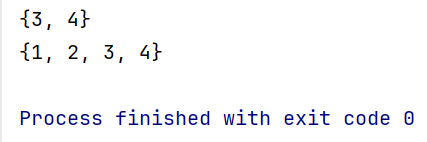 {3, 4}
{1, 2, 3, 4}
Process finished with exit code 0